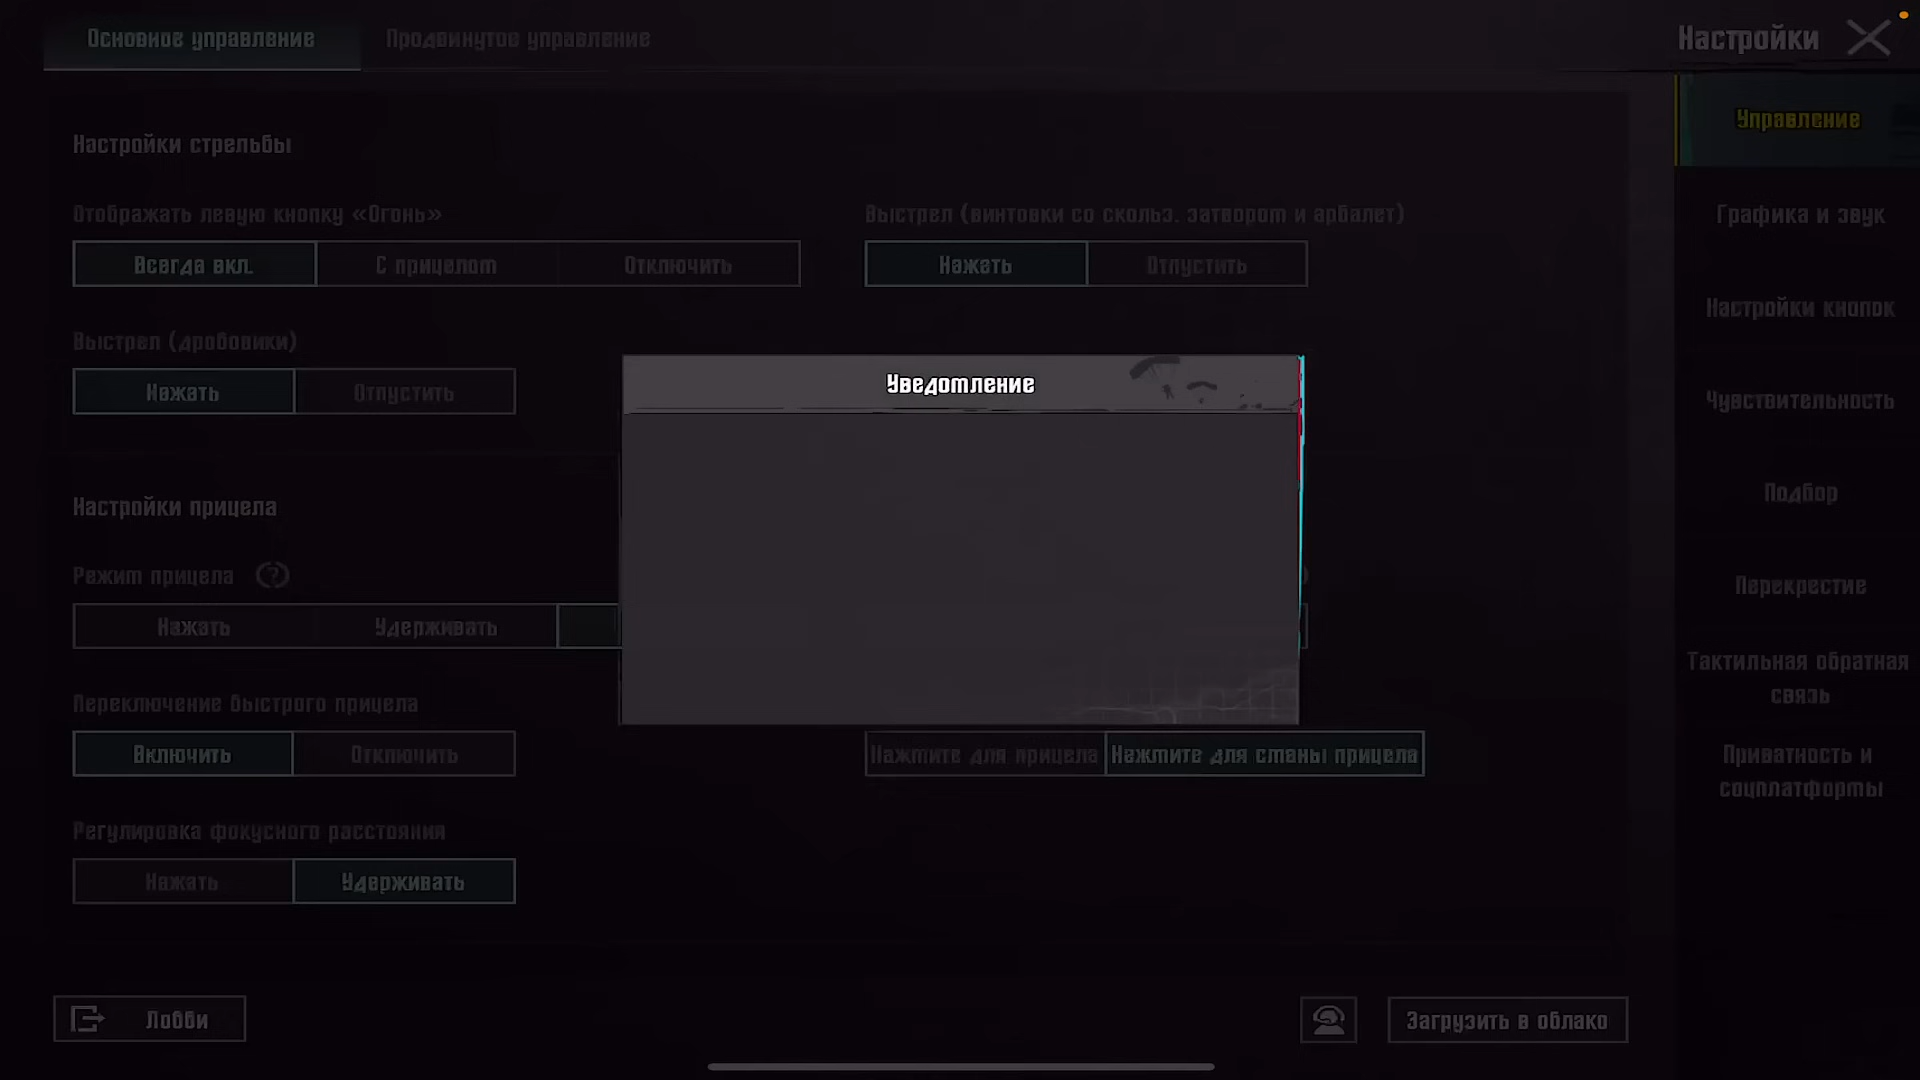 Основное управление
Продвинутое управление
Настройки
Настройки стрельбы
Управление
Отображать левую кнопку «Огонь»
Выстрел (винтовки со скольз. затвором и арбалет)
Графика и звук
Всегда вкл.
С прицелом
Отключить
Нажать
Отпустить
Настройки кнопок
Выстрел (дробовики)
Уведомление
Нажать
Отпустить
Чувствительность
Настройки прицела
Подбор
Режим прицела
Перекрестие
Нажать
Удерживать
Тактильная обратная
связь
Переключение быстрого прицела
Включить
Отключить
Нажмите для прицела
Нажмите для смены прицела
Приватность и
соцплатформы
Регулировка фокусного расстояния
Нажать
Удерживать
Лобби
Загрузить в облако